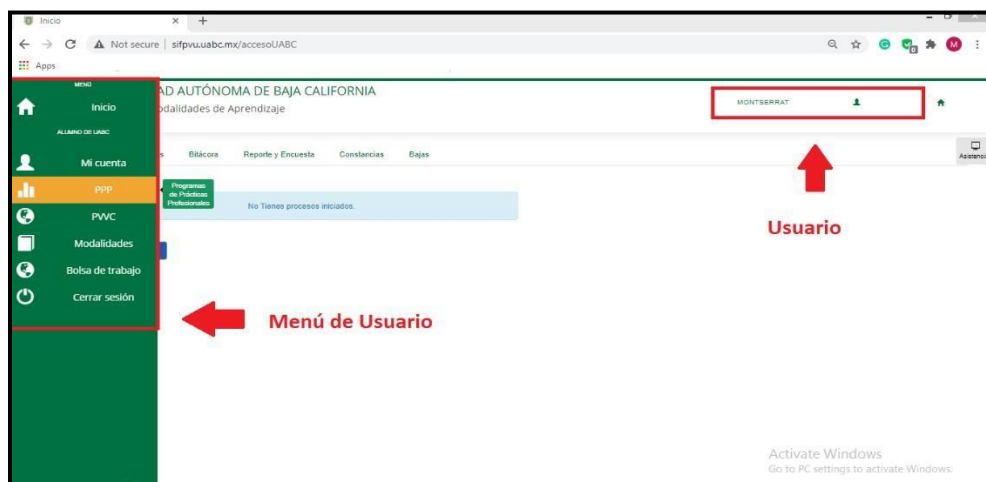 Inicio
Not secure | sifpvu.uabc.mx/accesoUABC
M
Apps
MENÚ
AD AUTÓNOMA DE BAJA CALIFORNIA
Inicio
odalidades de Aprendizaje
MONTSERRAT
ALUMNO DE UABC
s Bitácora Reporte y Encuesta Constancias Bajas
Asistenci
Mi cuenta
PPP
Programas
de Prácticas
Profesionales
No Tienes procesos iniciados.
PVVC
Usuario
Modalidades
Bolsa de trabajo
Cerrar sesión
Menú de Usuario
Activate Windows
Go to PC settings to activate Windows.